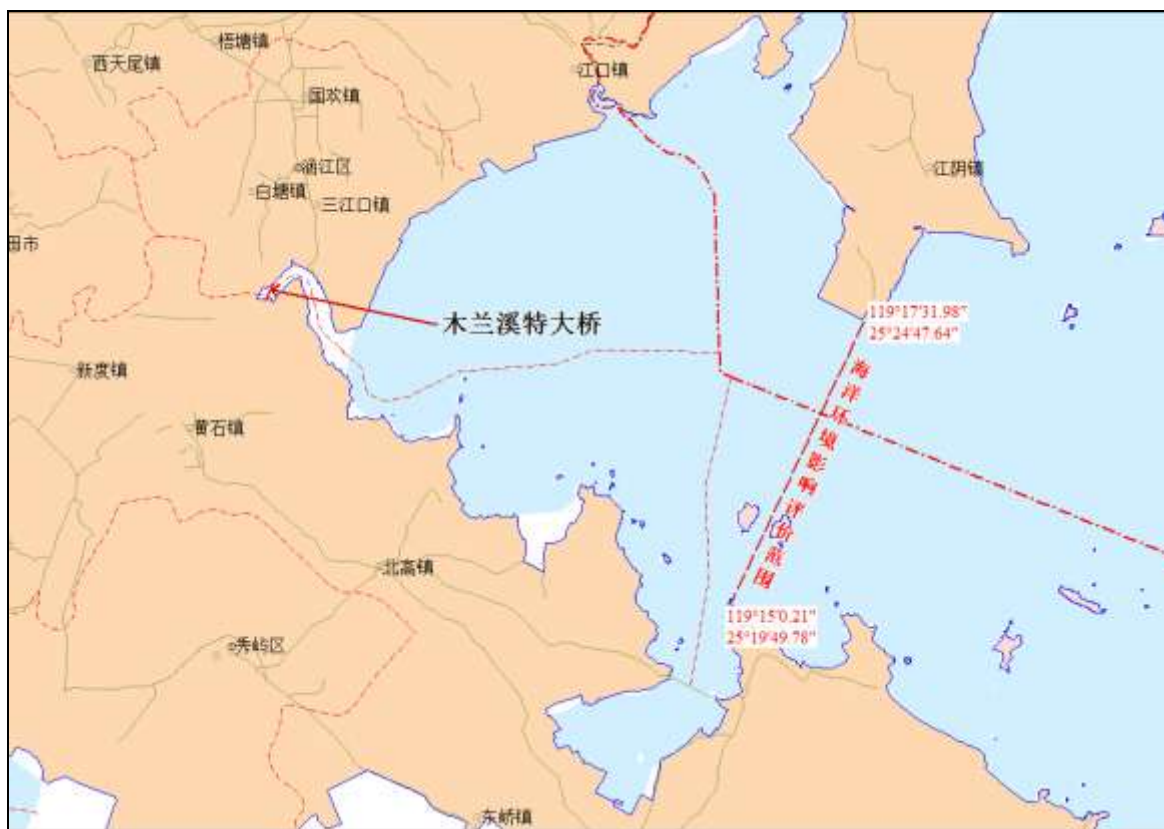 梧塘镇
西天尾镇
江口镇
国欢镇
涵江区
江阴镇
白塘镇
三江口镇
田市
119°17'31.98"
25°24'47.64"
木兰溪特大桥
新度镇
海洋环境影响评价范围
黄石镇
北高镇
119°15'0.21"
25°19'49.78"
秀屿区
东峤镇